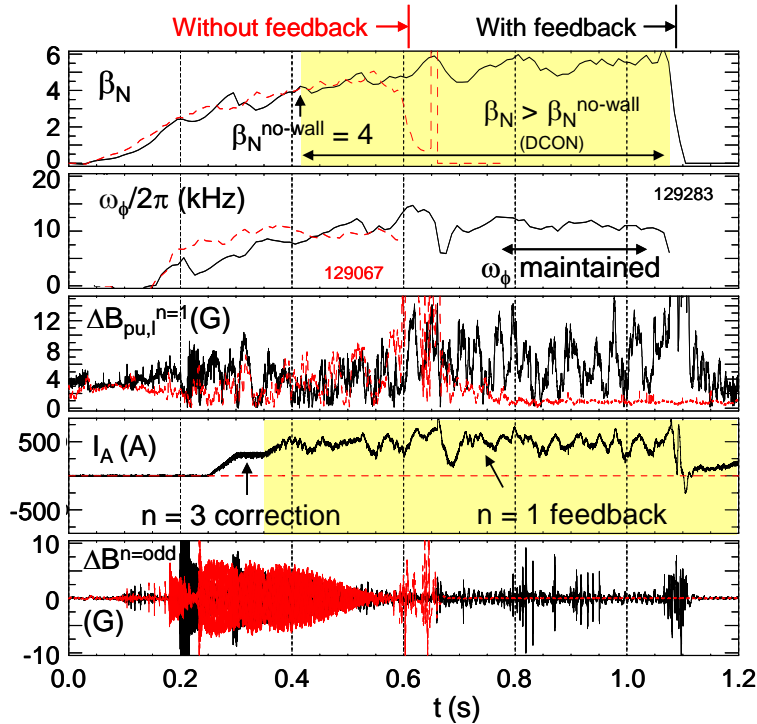 Without feedback
With feedback
6
4
2
0
β_N
β_N^no-wall = 4
β_N > β_N^no-wall
(DCON)
20
10
0
ω_ϕ/2π (kHz)
129283
129067
ω_ϕ maintained
12
8
4
0
ΔB_pu,l^n=1 (G)
500
0
-500
I_A (A)
n = 3 correction
n = 1 feedback
10
0
-10
ΔB^n=odd
(G)
0.0 0.2 0.4 0.6 0.8 1.0 1.2
t (s)